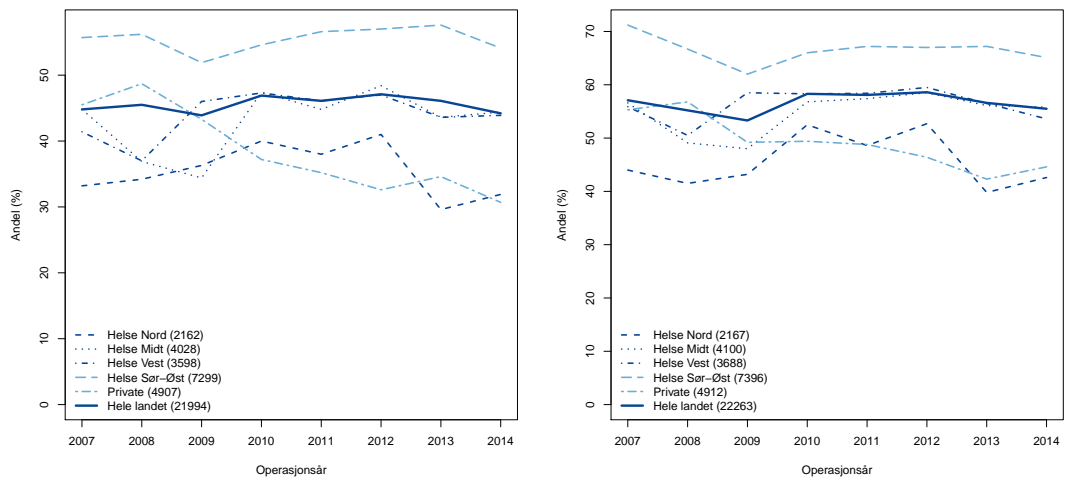 Andel (%)
50
40
30
20
10
0
Helse Nord (2162)
Helse Midt (4028)
Helse Vest (3598)
Helse Sør−Øst (7299)
Private (4907)
Hele landet (21994)
2007 2008 2009 2010 2011 2012 2013 2014
Operasjonsår
Andel (%)
70
60
50
40
30
20
10
0
Helse Nord (2167)
Helse Midt (4100)
Helse Vest (3688)
Helse Sør−Øst (7396)
Private (4912)
Hele landet (22263)
2007 2008 2009 2010 2011 2012 2013 2014
Operasjonsår